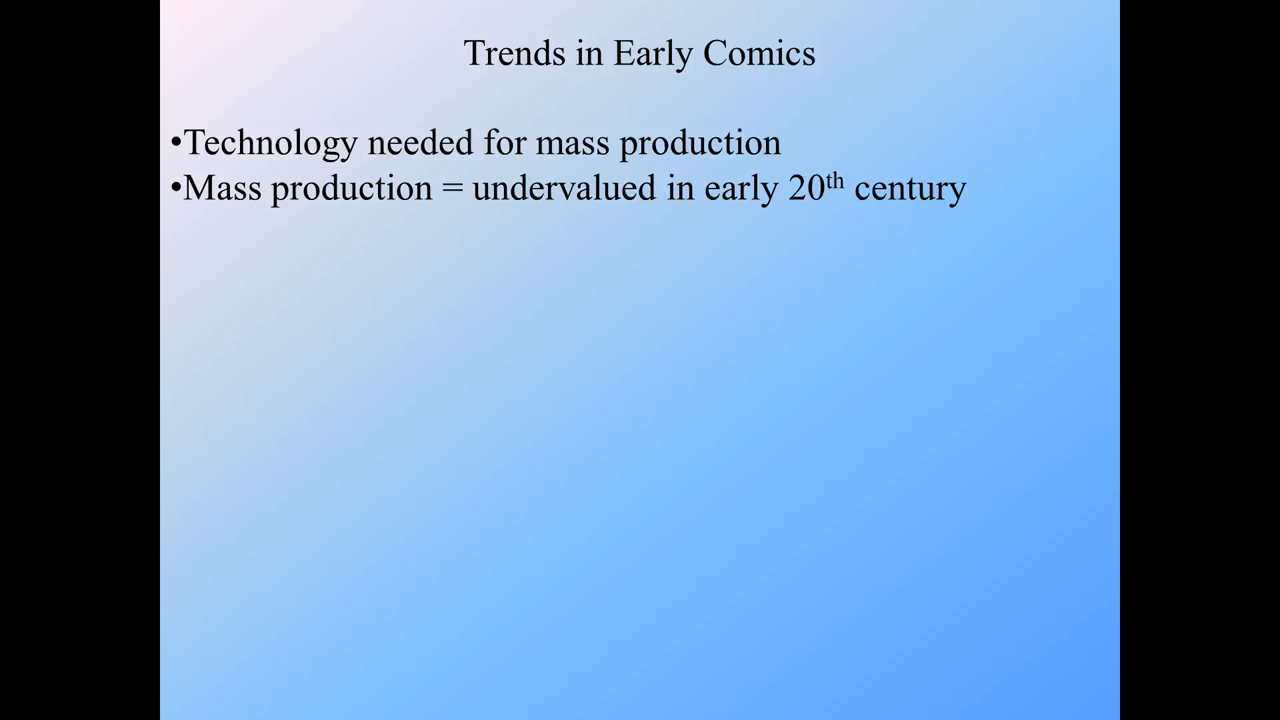 Trends in Early Comics
•Technology needed for mass production
•Mass production = undervalued in early 20th century